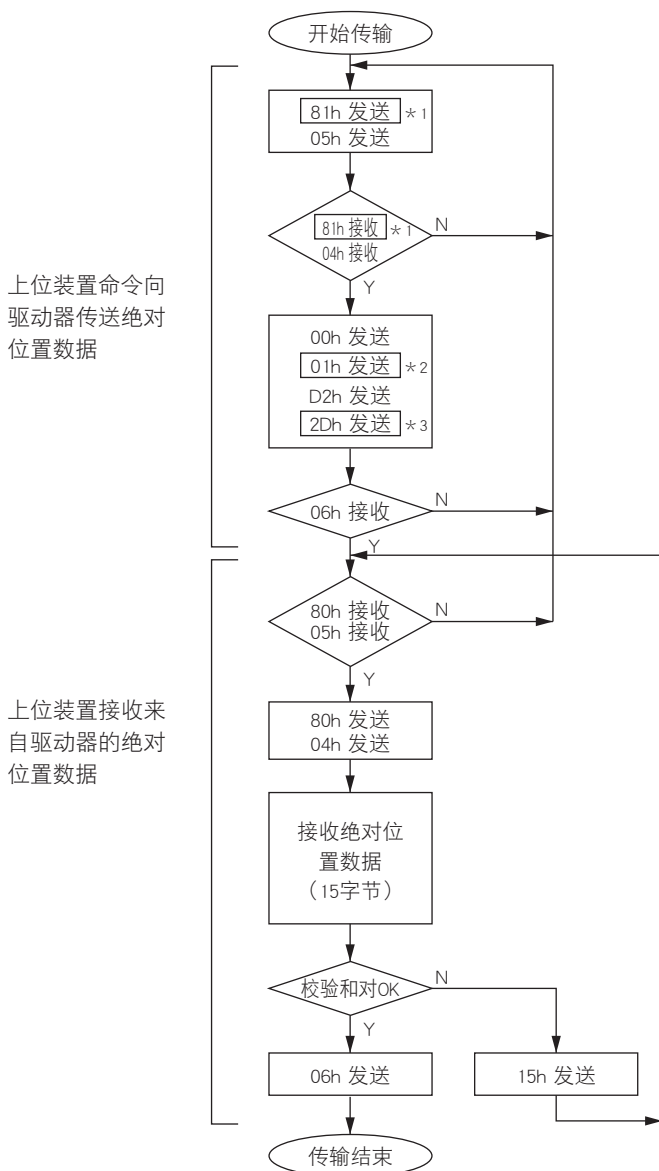 开始传输
81h 发送 *1
05h 发送
81h 接收 *1
04h 接收
N
Y
上位装置命令向
驱动器传送绝对
位置数据
00h 发送
01h 发送 *2
D2h 发送
2Dh 发送 *3
06h 接收
N
Y
80h 接收
05h 接收
N
Y
上位装置接收来
自驱动器的绝对
位置数据
80h 发送
04h 发送
接收绝对位
置数据
（15字节）
校验和对OK
N
Y
06h 发送
15h 发送
传输结束